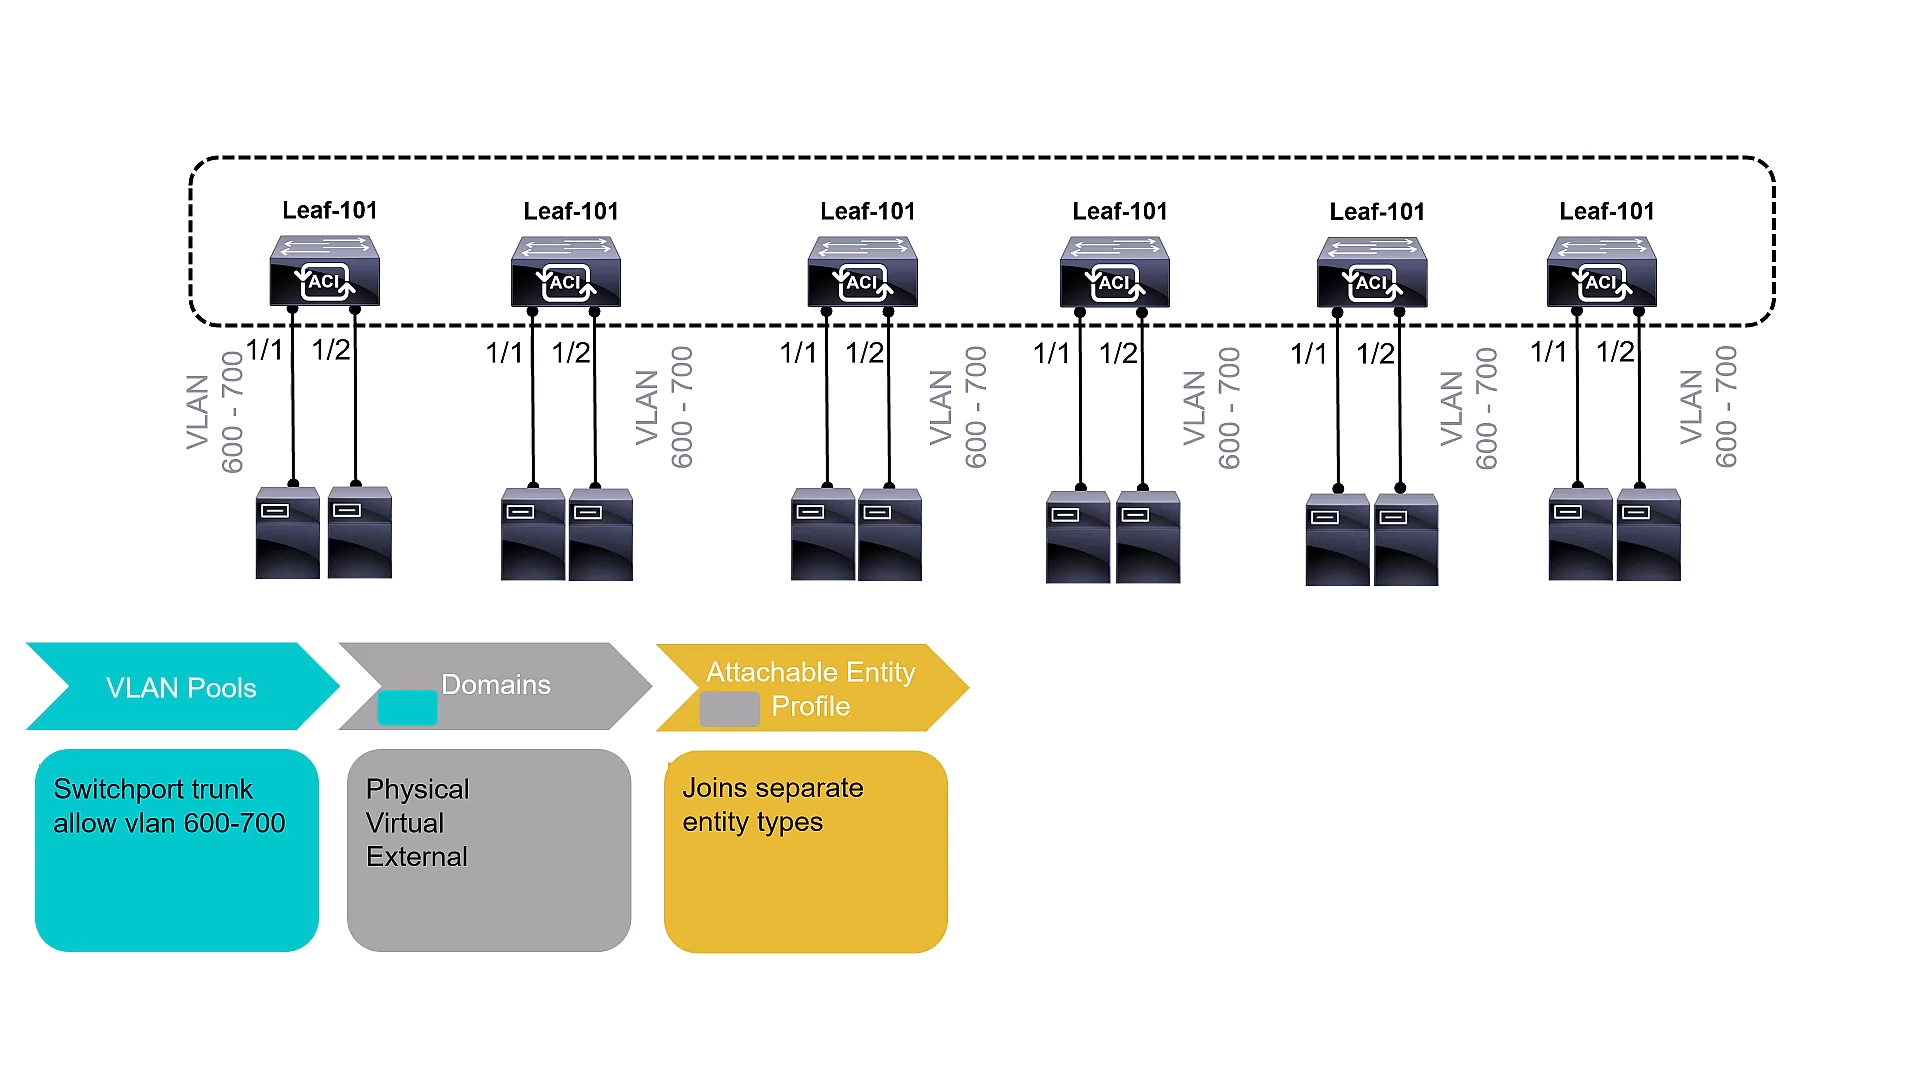 Leaf-101 Leaf-101 Leaf-101 Leaf-101 Leaf-101 Leaf-101
ACI ACI ACI ACI ACI ACI
1/1 1/2 1/1 1/2 1/1 1/2 1/1 1/2 1/1 1/2 1/1 1/2
VLAN
600 - 700
VLAN
600 - 700
VLAN
600 - 700
VLAN
600 - 700
VLAN
600 - 700
VLAN
600 - 700
VLAN Pools
Switchport trunk
allow vlan 600-700
Domains
Physical
Virtual
External
Attachable Entity
Profile
Joins separate
entity types